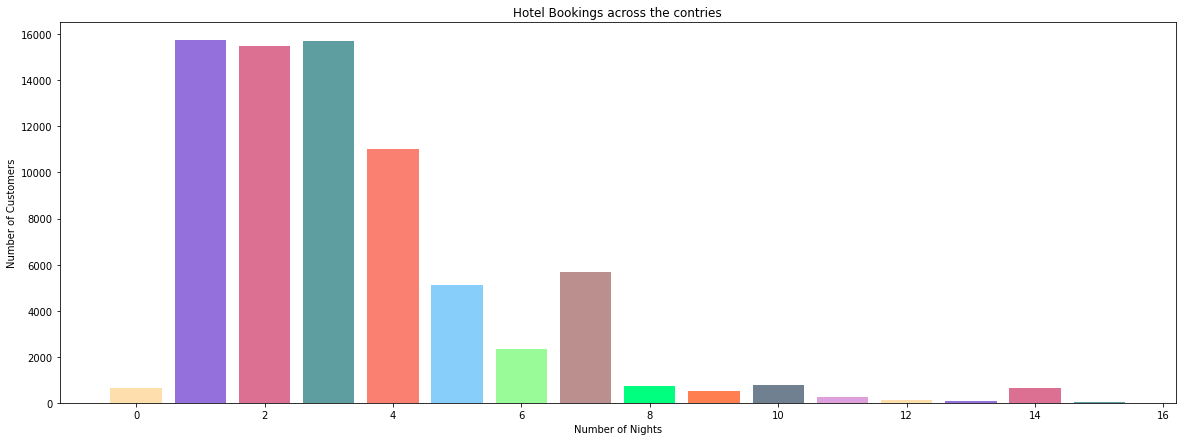 Hotel Bookings across the contries
16000
14000
12000
10000
8000
6000
4000
2000
0
Number of Customers
0 2 4 6 8 10 12 14 16
Number of Nights